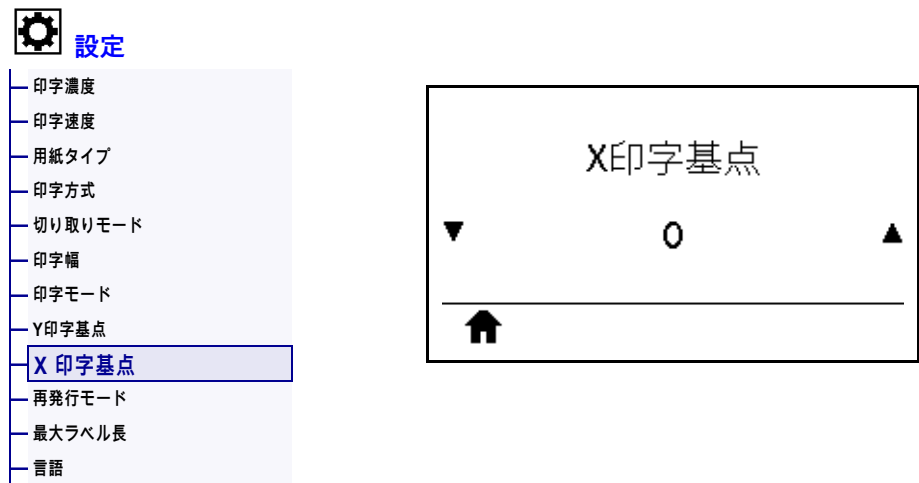 設定
印字濃度
印字速度
用紙タイプ
印字方式
切り取りモード
印字幅
印字モード
Y印字基点
X 印字基点
再発行モード
最大ラベル長
言語
X印字基点
▼ 0 ▲